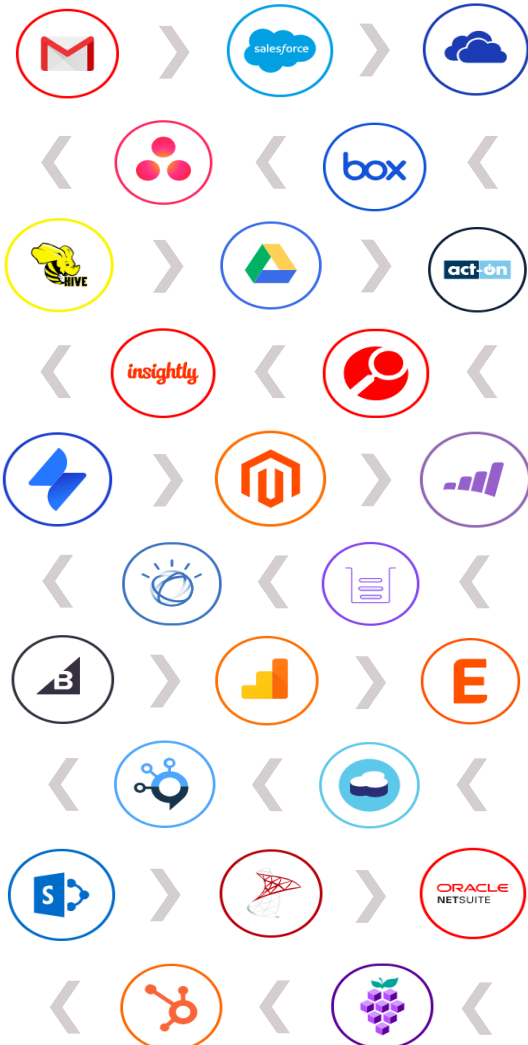 salesforce
box
HIVE
act-on
insightly
B
E
S
ORACLE
NETSUITE